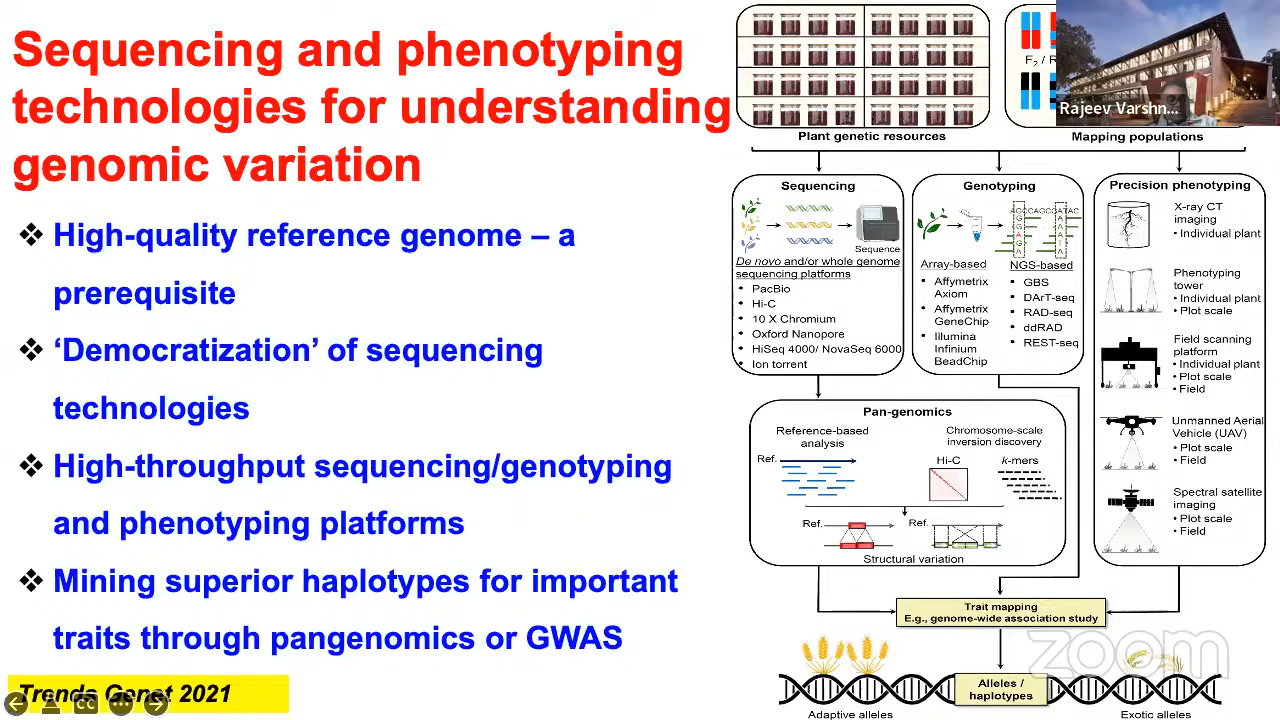 Sequencing and phenotyping
technologies for understanding
genomic variation
❖ High-quality reference genome – a
prerequisite
❖ ‘Democratization’ of sequencing
technologies
❖ High-throughput sequencing/genotyping
and phenotyping platforms
❖ Mining superior haplotypes for important
traits through pangenomics or GWAS
Trends Genet 2021
CC
Plant genetic resources
F₂ / R
Mapping populations
Rajeev Varshn...
Sequencing
Sequence
De novo and/or whole genome
sequencing platforms
• PacBio
• Hi-C
• 10 X Chromium
• Oxford Nanopore
• HiSeq 4000/ NovaSeq 6000
• Ion torrent
Genotyping
Array-based
• Affymetrix
Axiom
• Affymetrix
GeneChip
• Illumina
Infinium
BeadChip
NGS-based
• GBS
• DArT-seq
• RAD-seq
• ddRAD
• REST-seq
Precision phenotyping
X-ray CT
imaging
• Individual plant
Phenotyping
tower
• Individual plant
• Plot scale
Field scanning
platform
• Individual plant
• Plot scale
• Field
Unmanned Aerial
Vehicle (UAV)
• Plot scale
• Field
Spectral satellite
imaging
• Plot scale
• Field
Pan-genomics
Reference-based
analysis
Ref.
Chromosome-scale
inversion discovery
Hi-C
k-mers
Ref.
Ref.
Structural variation
Trait mapping
E.g., genome-wide association study
zoom
Alleles /
haplotypes
Adaptive alleles
Exotic alleles